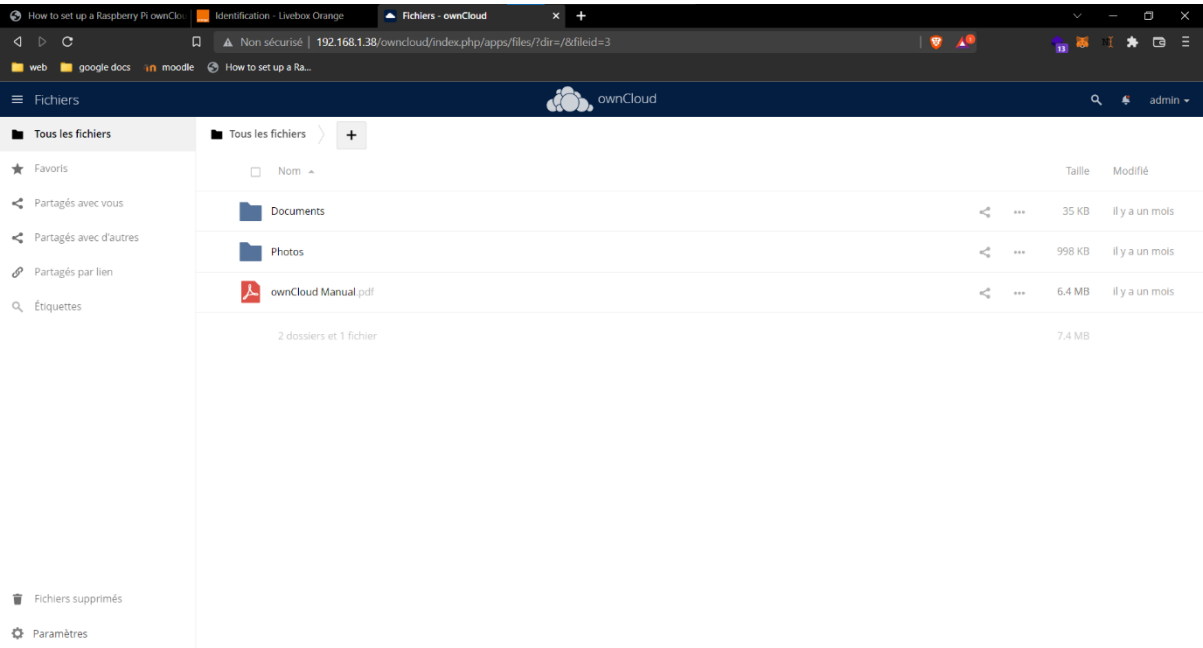 How to set up a Raspberry Pi ownClou
Identification - Livebox Orange
Fichiers - ownCloud
Non sécurisé | 192.168.1.38/owncloud/index.php/apps/files/?dir=/&fileid=3
13
web google docs moodle How to set up a Ra...
Fichiers
ownCloud
admin
Tous les fichiers
Favoris
Partagés avec vous
Partagés avec d'autres
Partagés par lien
Étiquettes
Fichiers supprimés
Paramètres
Tous les fichiers +
Nom Taille Modifié
Documents 35 KB il y a un mois
Photos 998 KB il y a un mois
ownCloud Manual.pdf 6.4 MB il y a un mois
2 dossiers et 1 fichier 7.4 MB